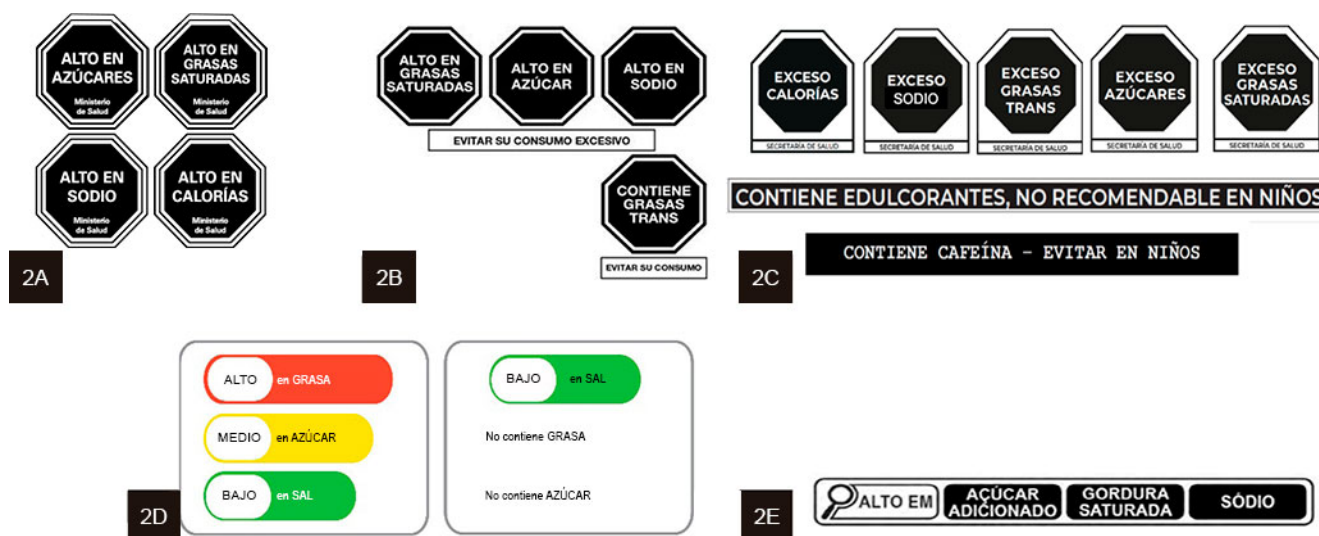 ALTO EN
AZÚCARES
Ministerio
de Salud
ALTO EN
GRASAS
SATURADAS
Ministerio
de Salud
ALTO EN
SODIO
Ministerio
de Salud
ALTO EN
CALORÍAS
Ministerio
de Salud
2A
ALTO EN
GRASAS
SATURADAS
ALTO EN
AZÚCAR
ALTO EN
SODIO
EVITAR SU CONSUMO EXCESIVO
CONTIENE
GRASAS
TRANS
EVITAR SU CONSUMO
2B
EXCESO
CALORÍAS
SECRETARÍA DE SALUD
EXCESO
SODIO
SECRETARÍA DE SALUD
EXCESO
GRASAS
TRANS
SECRETARÍA DE SALUD
EXCESO
AZÚCARES
SECRETARÍA DE SALUD
EXCESO
GRASAS
SATURADAS
SECRETARÍA DE SALUD
CONTIENE EDULCORANTES, NO RECOMENDABLE EN NIÑOS
CONTIENE CAFEÍNA – EVITAR EN NIÑOS
2C
ALTO en GRASA
MEDIO en AZÚCAR
BAJO en SAL
BAJO en SAL
No contiene GRASA
No contiene AZÚCAR
2D
ALTO EM
AÇÚCAR
ADICIONADO
GORDURA
SATURADA
SÓDIO
2E